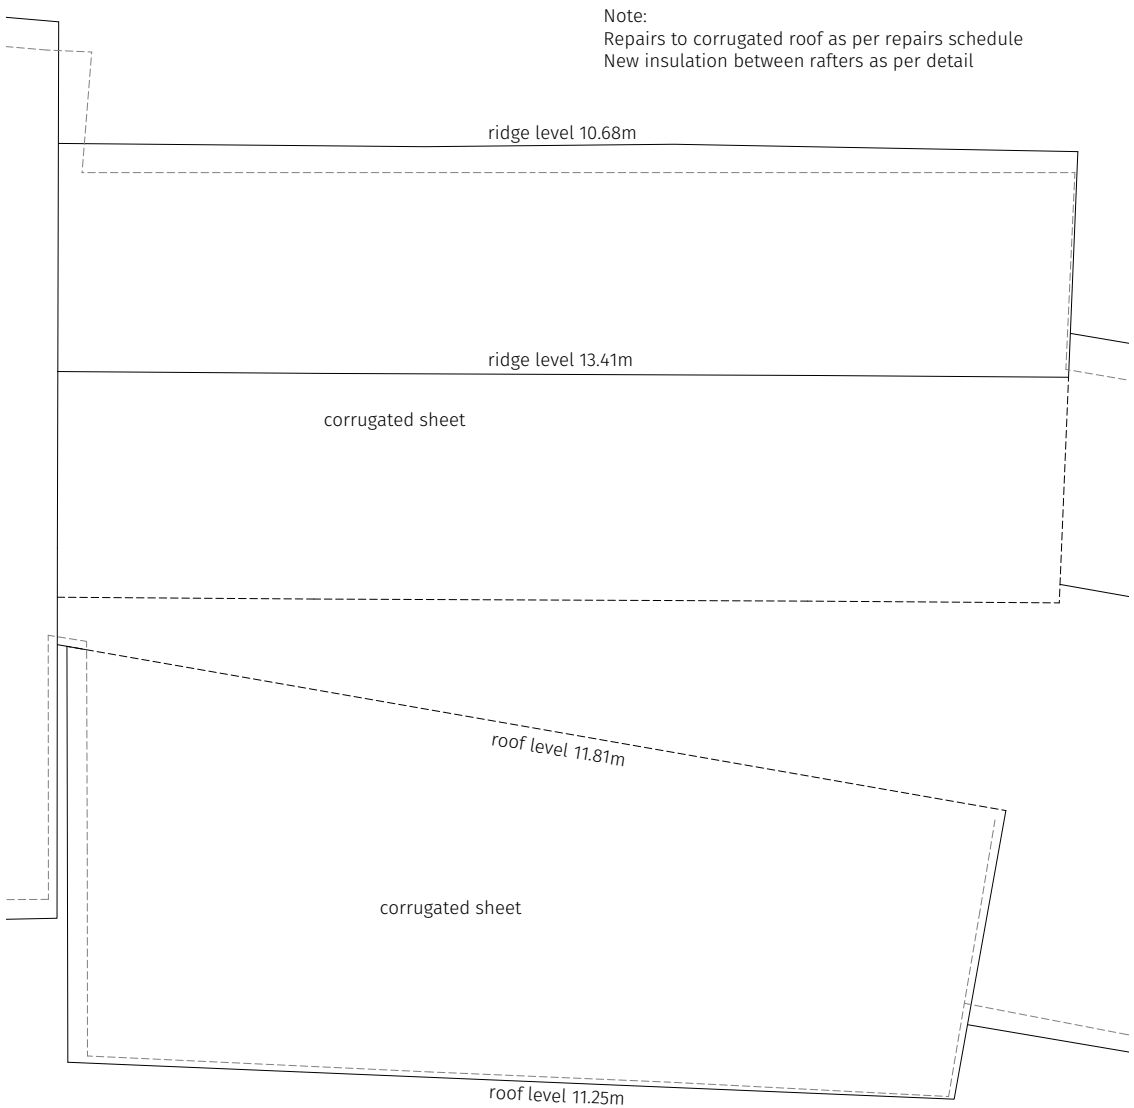 Note:
Repairs to corrugated roof as per repairs schedule
New insulation between rafters as per detail
ridge level 10.68m
ridge level 13.41m
corrugated sheet
roof level 11.81m
corrugated sheet
roof level 11.25m